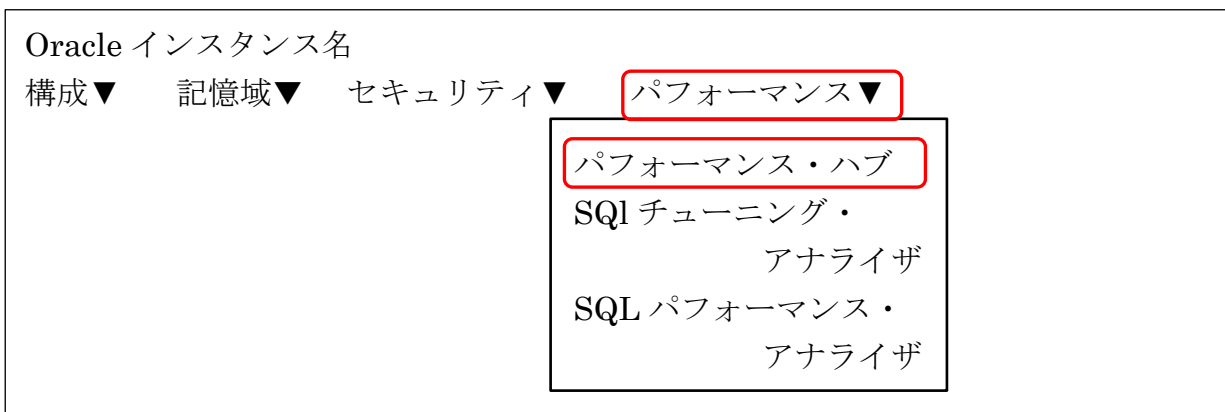 Oracle インスタンス名
構成▼ 記憶域▼ セキュリティ▼ パフォーマンス▼
パフォーマンス・ハブ
SQl チューニング・
アナライザ
SQL パフォーマンス・
アナライザ